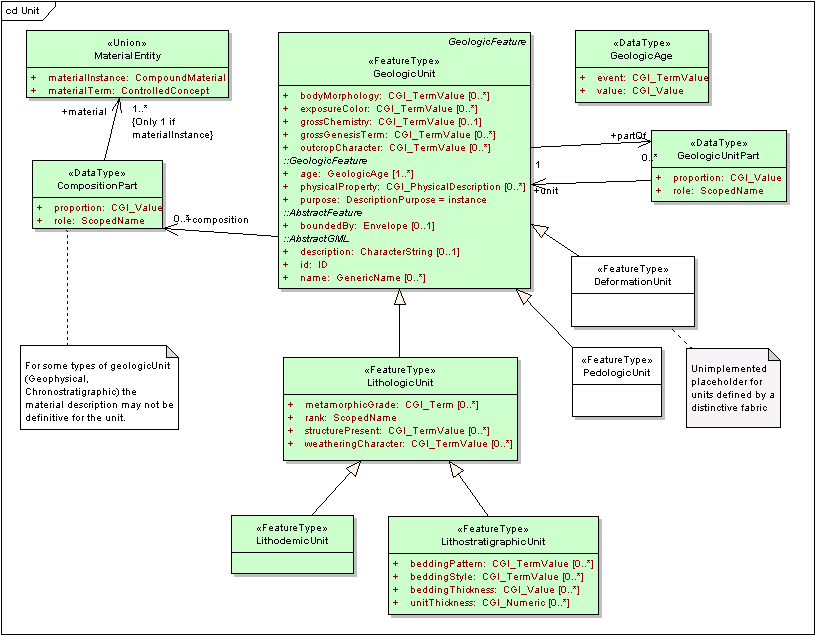 cd Unit
«Union»
MaterialEntity
+ materialInstance: CompoundMaterial
+ materialTerm: ControlledConcept
GeologicFeature
«FeatureType»
GeologicUnit
+ bodyMorphology: CGI_TermValue [0..*]
+ exposureColor: CGI_TermValue [0..*]
+ grossChemistry: CGI_TermValue [0..1]
+ grossGenesisTerm: CGI_TermValue [0..*]
+ outcropCharacter: CGI_TermValue [0..*]
::GeologicFeature
+ age: GeologicAge [1..*]
+ physicalProperty: CGI_PhysicalDescription [0..*]
+ purpose: DescriptionPurpose = instance
::AbstractFeature
+ boundedBy: Envelope [0..1]
::AbstractGML
+ description: CharacterString [0..1]
+ id: ID
+ name: GenericName [0..*]
«DataType»
GeologicAge
+ event: CGI_TermValue
+ value: CGI_Value
+material
1..*
{Only 1 if
materialInstance}
+partOf
0..*
1
+unit
«DataType»
GeologicUnitPart
+ proportion: CGI_Value
+ role: ScopedName
«DataType»
CompositionPart
+ proportion: CGI_Value
+ role: ScopedName
+composition
«FeatureType»
DeformationUnit
For some types of geologicUnit
(Geophysical,
Chronostratigraphic) the
material description may not be
definitive for the unit.
«FeatureType»
PedologicUnit
Unimplemented
placeholder for
units defined by a
distinctive fabric
«FeatureType»
LithologicUnit
+ metamorphicGrade: CGI_Term [0..*]
+ rank: ScopedName
+ structurePresent: CGI_TermValue [0..*]
+ weatheringCharacter: CGI_TermValue [0..*]
«FeatureType»
LithodemicUnit
«FeatureType»
LithostratigraphicUnit
+ beddingPattern: CGI_TermValue [0..*]
+ beddingStyle: CGI_TermValue [0..*]
+ beddingThickness: CGI_Value [0..*]
+ unitThickness: CGI_Numeric [0..*]